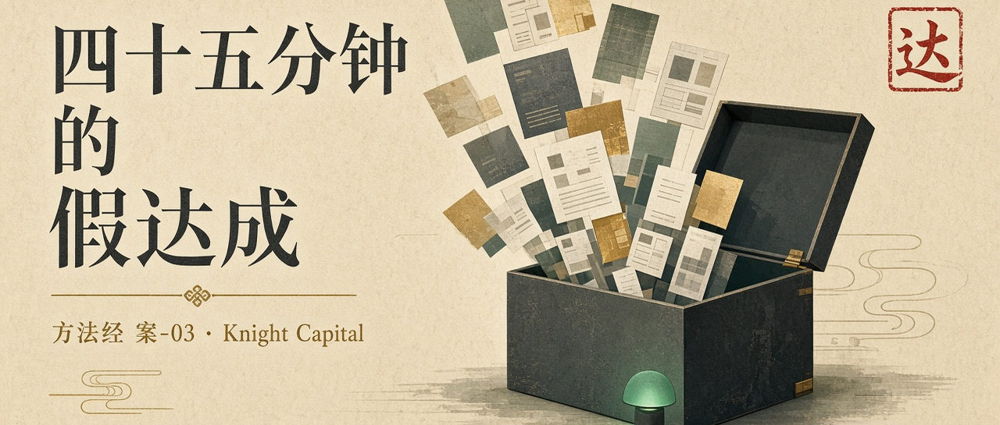 四十五分钟
的
假达成
方法经 案-03・Knight Capital
达